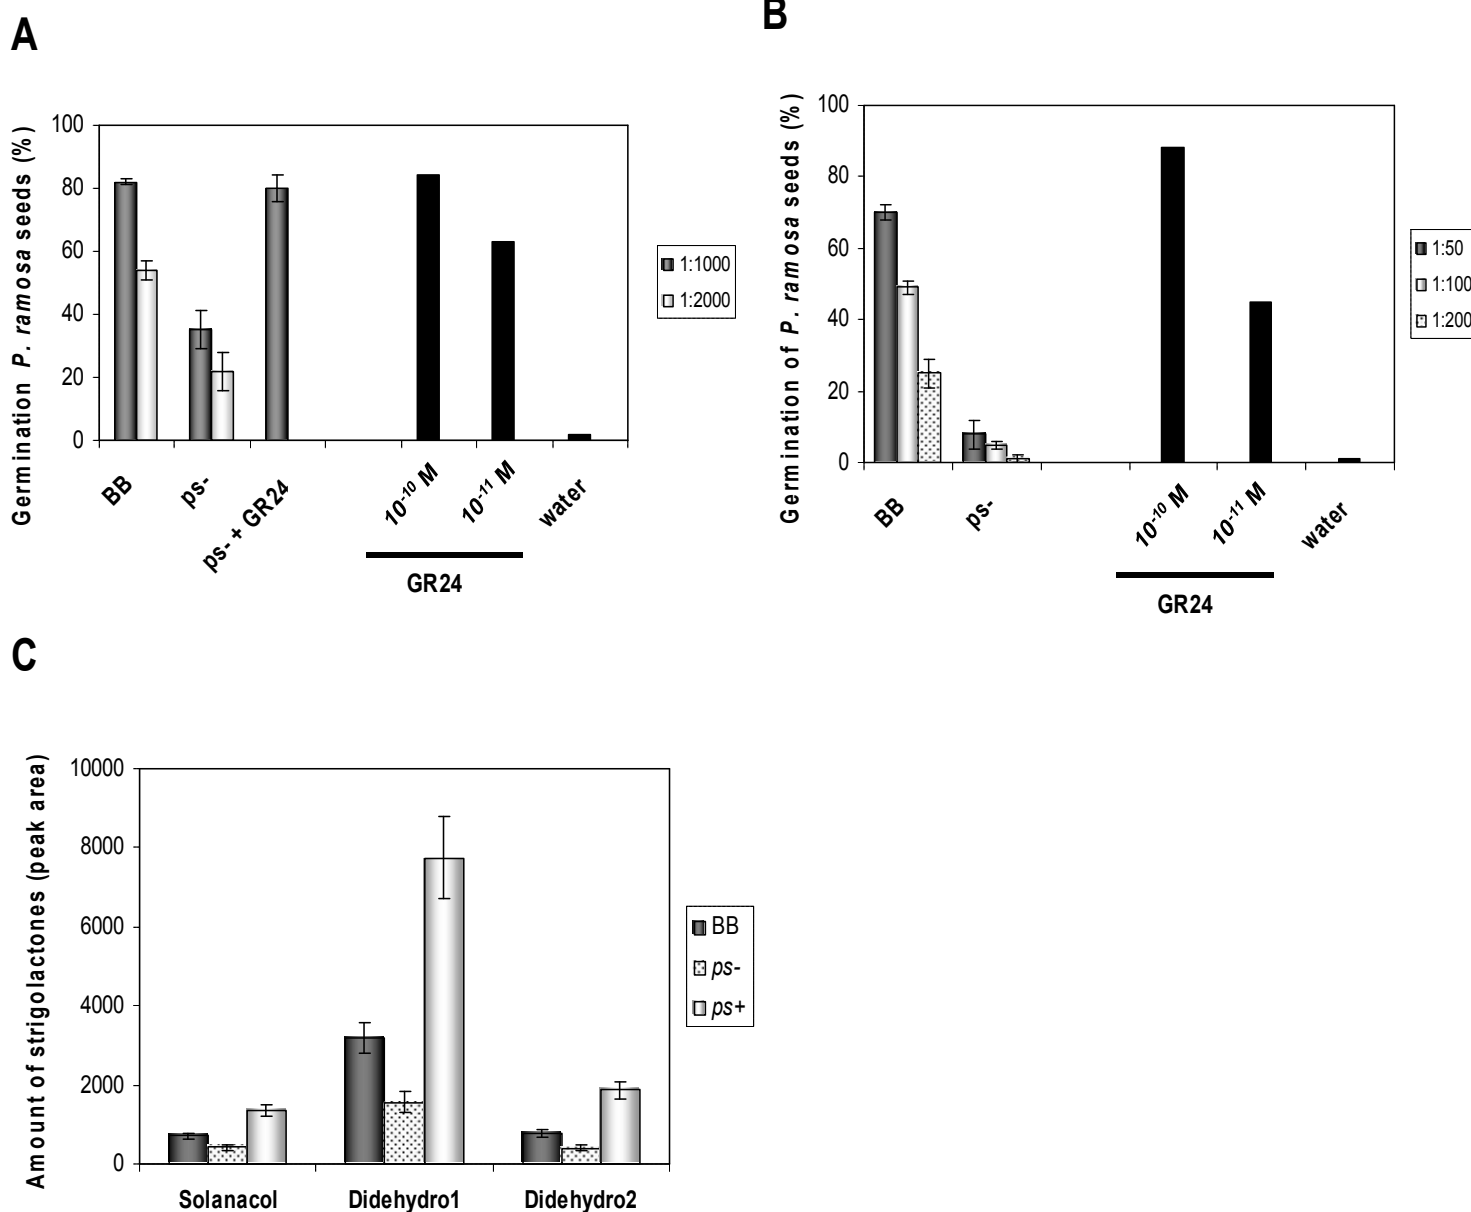 A
Germination P. ramosa seeds (%)
100
80
60
40
20
0
BB
ps-
ps- + GR24
10⁻¹⁰ M
10⁻¹¹ M
water
GR24
1:1000
1:2000
B
Germination of P. ramosa seeds (%)
100
80
60
40
20
0
BB
ps-
10⁻¹⁰ M
10⁻¹¹ M
water
GR24
1:50
1:100
1:200
C
Amount of strigolactones (peak area)
10000
8000
6000
4000
2000
0
Solanacol
Didehydro1
Didehydro2
BB
ps-
ps+